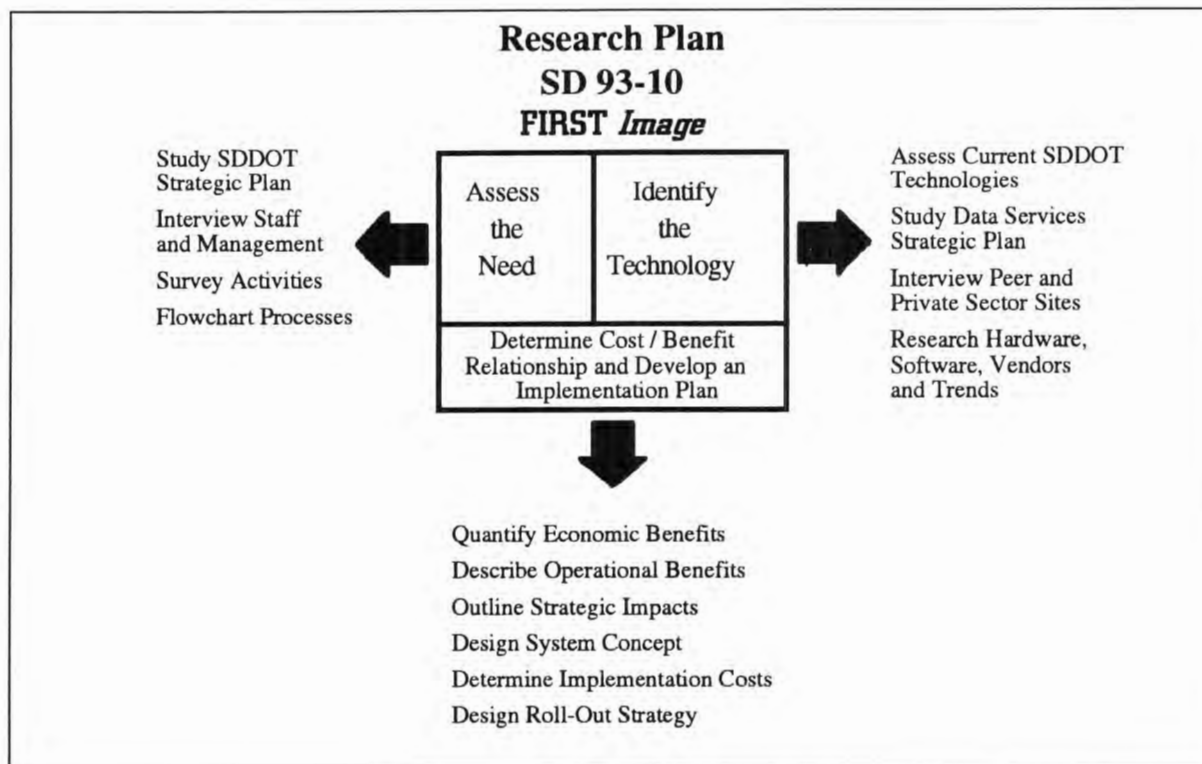 Research Plan
SD 93-10
FIRST Image
Study SDDOT
Strategic Plan
Interview Staff
and Management
Survey Activities
Flowchart Processes
Assess
the
Need
Identify
the
Technology
Assess Current SDDOT
Technologies
Study Data Services
Strategic Plan
Interview Peer and
Private Sector Sites
Research Hardware,
Software, Vendors
and Trends
Determine Cost / Benefit
Relationship and Develop an
Implementation Plan
Quantify Economic Benefits
Describe Operational Benefits
Outline Strategic Impacts
Design System Concept
Determine Implementation Costs
Design Roll-Out Strategy